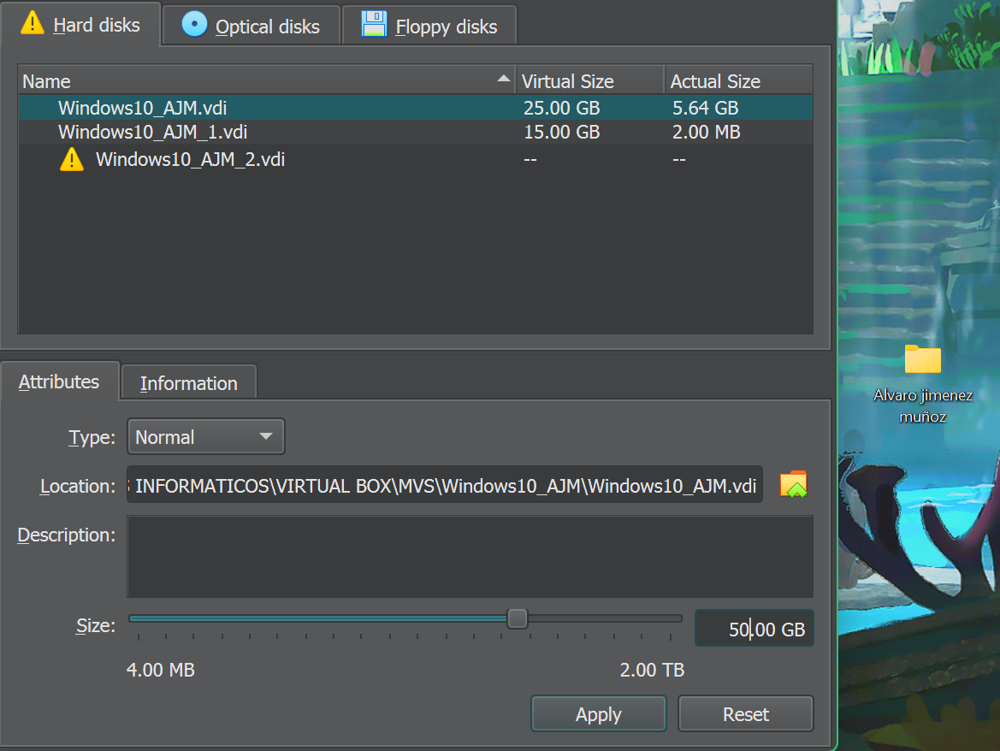 Hard disks
Optical disks
Floppy disks
Name Virtual Size Actual Size
Windows10_AJM.vdi 25.00 GB 5.64 GB
Windows10_AJM_1.vdi 15.00 GB 2.00 MB
Windows10_AJM_2.vdi -- --
Attributes
Information
Type: Normal
Location: INFORMATICOS\VIRTUAL BOX\MVS\Windows10_AJM\Windows10_AJM.vdi
Description:
Size: 50.00 GB
4.00 MB 2.00 TB
Apply
Reset
Alvaro jimenez
muñoz